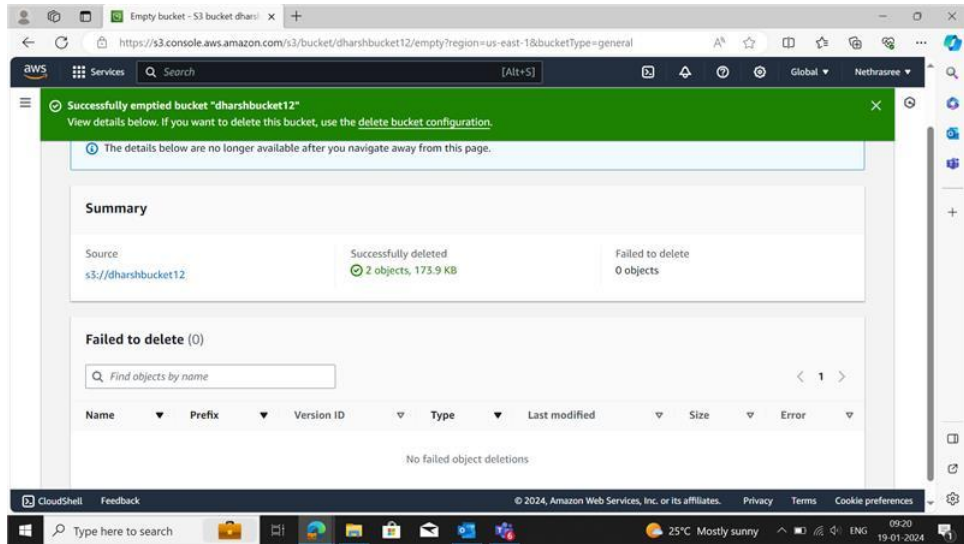 Empty bucket - S3 bucket dharsh
https://s3.console.aws.amazon.com/s3/bucket/dharshbucket12/empty?region=us-east-1&bucketType=general
aws Services Search [Alt+S] Global Nethrasree
Successfully emptied bucket "dharshbucket12"
View details below. If you want to delete this bucket, use the delete bucket configuration.
The details below are no longer available after you navigate away from this page.
Summary
Source Successfully deleted Failed to delete
s3://dharshbucket12 2 objects, 173.9 KB 0 objects
Failed to delete (0)
Find objects by name 1
Name Prefix Version ID Type Last modified Size Error
No failed object deletions
CloudShell Feedback © 2024, Amazon Web Services, Inc. or its affiliates. Privacy Terms Cookie preferences
Type here to search 25°C Mostly sunny ENG 09:20
19-01-2024